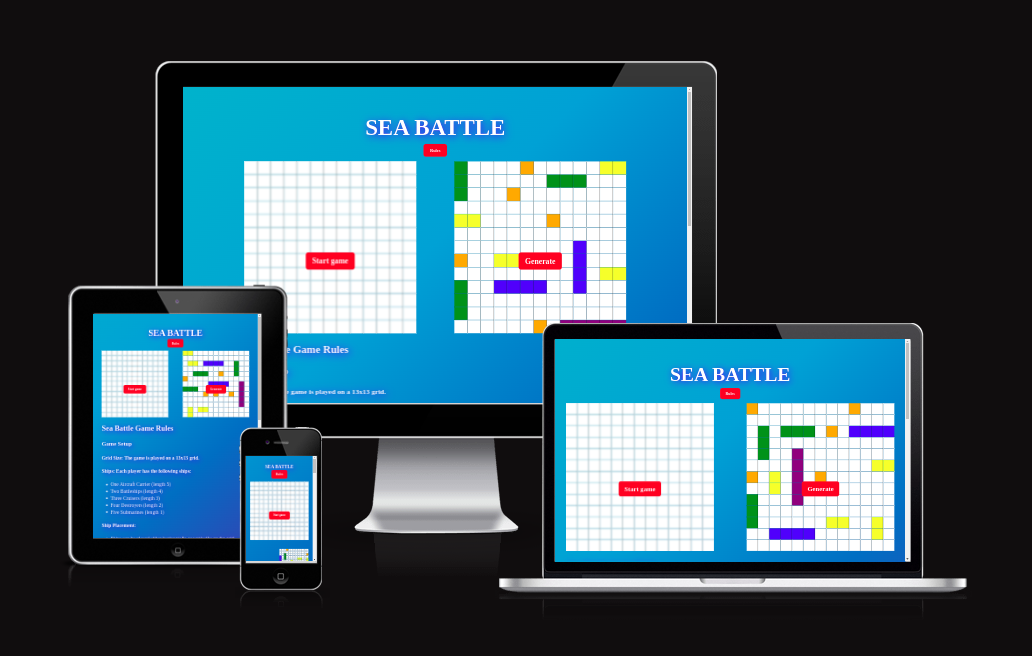 SEA BATTLE
Rules
Start game
Generate
e Game Rules
e game is played on a 13x13 grid.
SEA BATTLE
Rules
Start game
Generate
Sea Battle Game Rules
Game Setup
Grid Size: The game is played on a 13x13 grid.
Ships: Each player has the following ships:
One Aircraft Carrier (length 5)
Two Battleships (length 4)
Three Cruisers (length 3)
Four Destroyers (length 2)
Five Submarines (length 1)
Ship Placement:
SEA BATTLE
Rules
Start game
SEA BATTLE
Rules
Start game
Generate